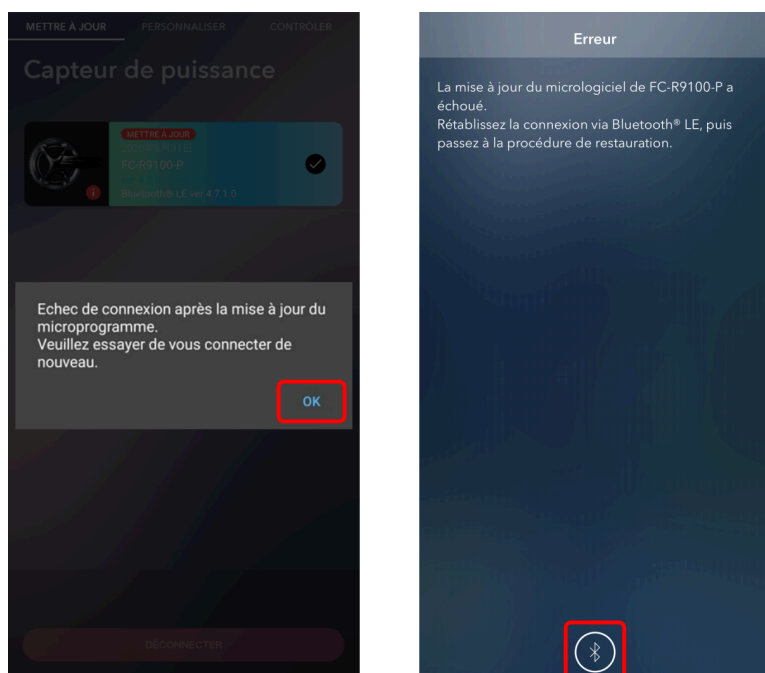 METTRE À JOUR
PERSONNALISER
CONTRÔLER
Capteur de puissance
METTRE À JOUR
FC-R9100-P
Bluetooth® LE ver.4.7.1.0
Echec de connexion après la mise à jour du
microprogramme.
Veuillez essayer de vous connecter de
nouveau.
OK
DÉCONNECTER
Erreur
La mise à jour du micrologiciel de FC-R9100-P a
échoué.
Rétablissez la connexion via Bluetooth® LE, puis
passez à la procédure de restauration.